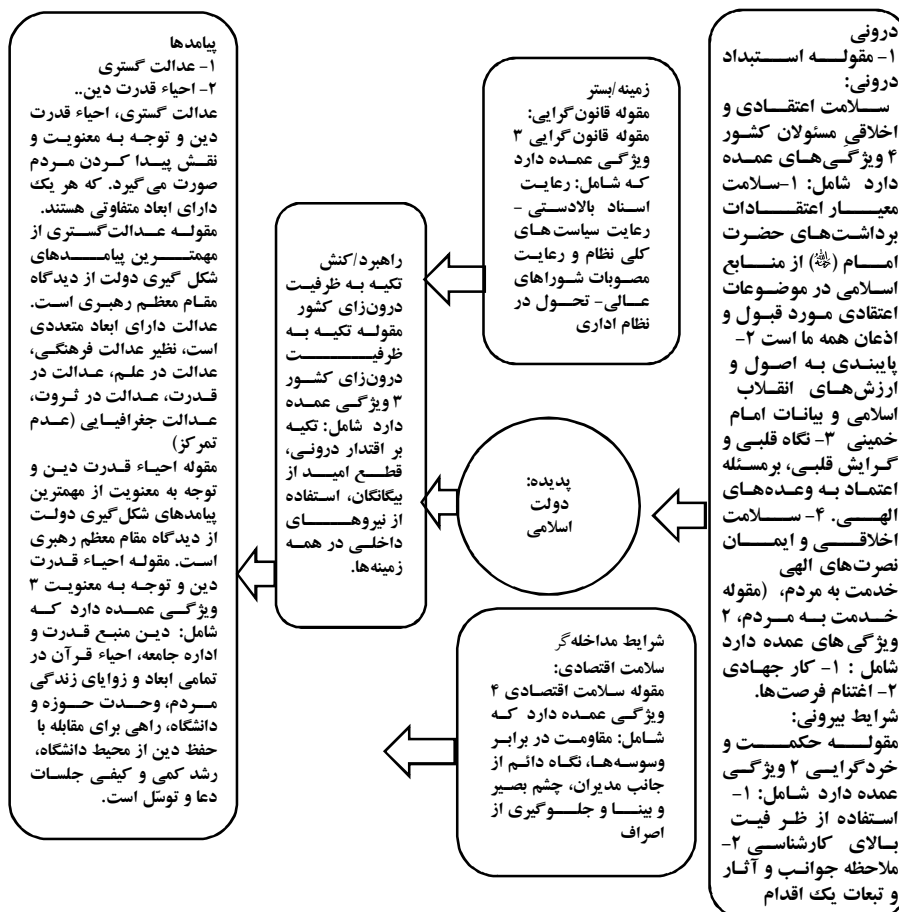 درونی
۱- مقوله استبداد
درونی:
سلامت اعتقادی و
اخلاقیِ مسئولان کشور
۴ ویژگی‌های عمده
دارد شامل: ۱-سلامت
معیار اعتقادات
برداشت‌های حضرت
امام (ره) از منابع
اسلامی در موضوعات
اعتقادی مورد قبول و
اذعان همه ما است ۲-
پایبندی به اصول و
ارزش‌های انقلاب
اسلامی و بیانات امام
خمینی ۳- نگاه قلبی و
گرایش قلبی، برمسئله
اعتماد به وعده‌های
الهی. ۴- سلامت
اخلاقی و ایمان
نصرت‌های الهی
خدمت به مردم، (مقوله
خدمت به مردم، ۲
ویژگی های عمده دارد
شامل : ۱- کار جهادی
۲- اغتنام فرصت‌ها.
شرایط بیرونی:
مقوله حکمت و
خردگرایی ۲ ویژگی
عمده دارد شامل: ۱-
استفاده از ظر فیت
بالای کارشناسی ۲-
ملاحظه جوانب و آثار
و تبعات یک اقدام
زمینه/بستر
مقوله قانون‌گرایی:
مقوله قانون‌گرایی ۳
ویژگی عمده دارد
که شامل: رعایت
اسناد بالادستی -
رعایت سیاست‌های
کلی نظام و رعایت
مصوبات شوراهای
عالی- تحول در
نظام اداری
پدیده:
دولت
اسلامی
شرایط مداخله‌گر
سلامت اقتصادی:
مقوله سلامت اقتصادی ۴
ویژگی عمده دارد که
شامل: مقاومت در برابر
وسوسه‌ها، نگاه دائم از
جانب مدیران، چشم بصیر
و بینا و جلوگیری از
اصراف
راهبرد/کنش
تکیه به ظرفیت
درون‌زای کشور
مقوله تکیه به
ظرفیت
درون‌زای کشور
۳ ویژگی عمده
دارد شامل: تکیه
بر اقتدار درونی،
قطع امید از
بیگانگان، استفاده
از نیروهای
داخلی در همه
زمینه‌ها.
پیامدها
۱- عدالت گستری
۲- احیاء قدرت دین..
عدالت گستری، احیاء قدرت
دین و توجه به معنویت و
نقش پیدا کردن مردم
صورت می‌گیرد. که هر یک
دارای ابعاد متفاوتی هستند.
مقوله عدالت‌گستری از
مهمترین پیامدهای
شکل گیری دولت از دیدگاه
مقام معظم رهبری است.
عدالت دارای ابعاد متعددی
است، نظیر عدالت فرهنگی،
عدالت در علم، عدالت در
قدرت، عدالت در ثروت،
عدالت جغرافیایی (عدم
تمرکز)
مقوله احیاء قدرت دین و
توجه به معنویت از مهمترین
پیامدهای شکل‌گیری دولت
از دیدگاه مقام معظم رهبری
است. مقوله احیاء قدرت
دین و توجه به معنویت ۳
ویژگی عمده دارد که
شامل: دین منبع قدرت و
اداره جامعه، احیاء قرآن در
تمامی ابعاد و زوایای زندگی
مردم، وحدت حوزه و
دانشگاه، راهی برای مقابله با
حفظ دین از محیط دانشگاه،
رشد کمی و کیفی جلسات
دعا و توسّل است.